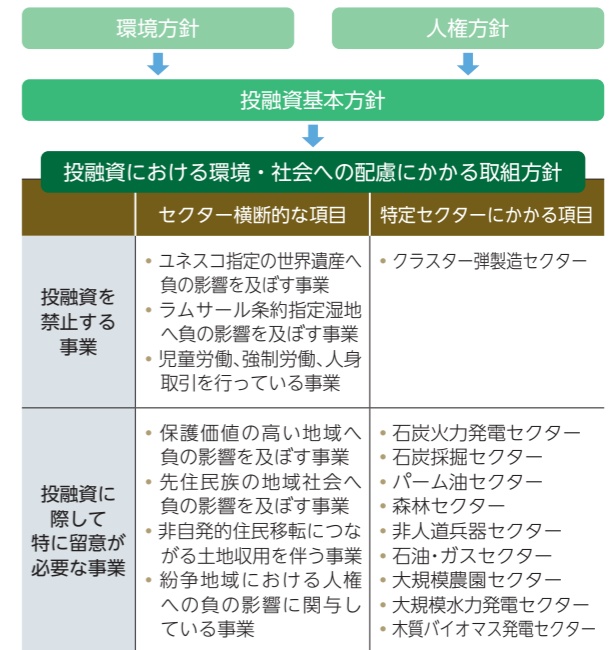 環境方針
人権方針
投融資基本方針
投融資における環境・社会への配慮にかかる取組方針
セクター横断的な項目
特定セクターにかかる項目
投融資を
禁止する
事業
• ユネスコ指定の世界遺産へ
負の影響を及ぼす事業
• ラムサール条約指定湿地
へ負の影響を及ぼす事業
• 児童労働、強制労働、人身
取引を行っている事業
• クラスター弾製造セクター
投融資に
際して
特に留意が
必要な事業
• 保護価値の高い地域へ
負の影響を及ぼす事業
• 先住民族の地域社会へ
負の影響を及ぼす事業
• 非自発的住民移転につな
がる土地収用を伴う事業
• 紛争地域における人権
への負の影響に関与し
ている事業
• 石炭火力発電セクター
• 石炭採掘セクター
• パーム油セクター
• 森林セクター
• 非人道兵器セクター
• 石油・ガスセクター
• 大規模農園セクター
• 大規模水力発電セクター
• 木質バイオマス発電セクター